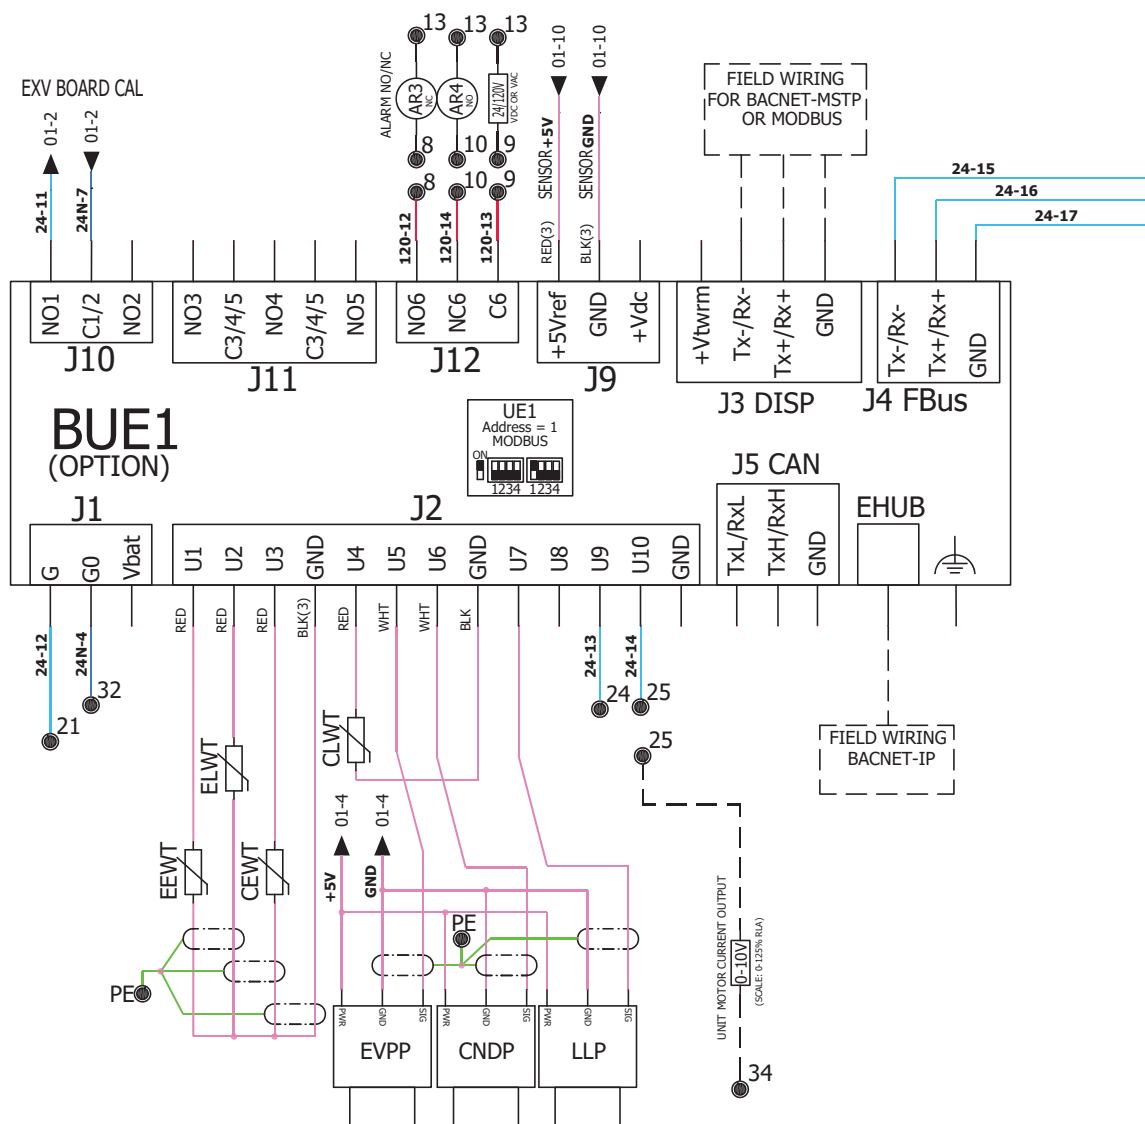 13
13
13
01-10
01-10
ALARM NO/NC
AR3
NC
AR4
NO
24/120V
VDC OR VAC
FIELD WIRING
FOR BACNET-MSTP
OR MODBUS
EXV BOARD CAL
01-2
01-2
8
10
9
8
10
9
SENSOR+5V
SENSOR GND
24-11
24N-7
120-12
120-14
120-13
RED(3)
BLK(3)
24-15
24-16
24-17
NO1
C1/2
NO2
NO3
C3/4/5
NO4
C3/4/5
NO5
NO6
NC6
C6
+5Vref
GND
+Vdc
+Vtwrm
Tx-/Rx-
Tx+/Rx+
GND
Tx-/Rx-
Tx+/Rx+
GND
J10
J11
J12
J9
J3 DISP
J4 FBus
BUE1
(OPTION)
UE1
Address = 1
MODBUS
ON
1234
1234
J5 CAN
J1
J2
EHUB
G
G0
Vbat
U1
U2
U3
GND
U4
U5
U6
GND
U7
U8
U9
U10
GND
TxL/RxL
TxH/RxH
GND
RED
RED
RED
BLK(3)
RED
WHT
WHT
BLK
24-12
24N-4
24-13
24-14
21
32
24
25
25
FIELD WIRING
BACNET-IP
ELWT
CLWT
EEWT
CEWT
01-4
01-4
+5V
GND
PE
PE
UNIT MOTOR CURRENT OUTPUT
0-10V
(SCALE: 0-125% RLA)
PWR
GND
SIG
PWR
GND
SIG
PWR
GND
SIG
EVPP
CNDP
LLP
34